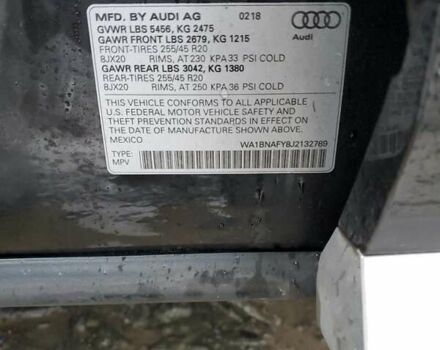 MFD. BY AUDI AG 0218
GVWR LBS 5456, KG 2475
GAWR FRONT LBS 2679, KG 1215
FRONT-TIRES 255/45 R20
8JX20 RIMS, AT 230 KPA 33 PSI COLD
GAWR REAR LBS 3042, KG 1380
REAR-TIRES 255/45 R20
8JX20 RIMS, AT 250 KPA 36 PSI COLD
Audi
THIS VEHICLE CONFORMS TO ALL APPLICABLE
U.S. FEDERAL MOTOR VEHICLE SAFETY AND
THEFT PREVENTION STANDARDS IN EFFECT
ON THE DATE OF MANUFACTURE SHOWN ABOVE.
MEXICO WA1BNAFY8J2132789
TYPE:
MPV